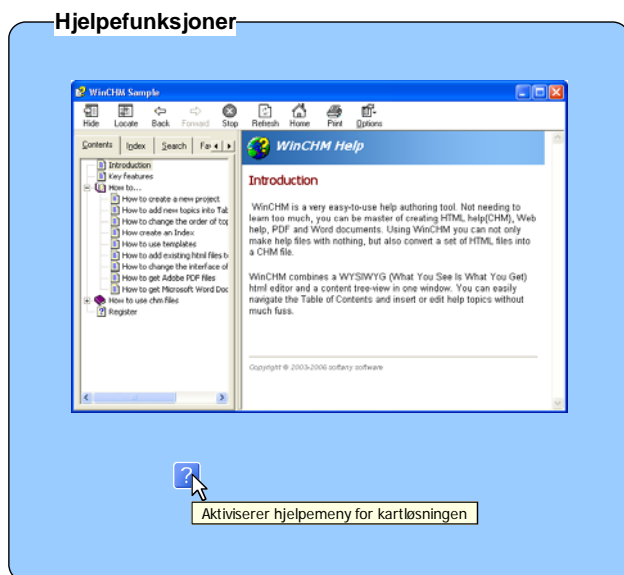 Hjelpefunksjoner
WinCHM Sample
Hide Locate Back Forward Stop Refresh Home Print Options
Contents Index Search Fa
WinCHM Help
Introduction
Key features
How to...
How to create a new project
How to add new topics into Tab
How to change the order of top
How create an Index
How to use templates
How to add existing html files t
How to change the interface of
How to get Adobe PDF files
How to get Microsoft Word Doc
How to use chm files
Register
Introduction
WinCHM is a very easy-to-use help authoring tool. Not needing to
learn too much, you can be master of creating HTML help(CHM), Web
help, PDF and Word documents. Using WinCHM you can not only
make help files with nothing, but also convert a set of HTML files into
a CHM file.
WinCHM combines a WYSIWYG (What You See Is What You Get)
html editor and a content tree-view in one window. You can easily
navigate the Table of Contents and insert or edit help topics without
much fuss.
Copyright © 2003-2006 softany software
?
Aktiviserer hjelpemeny for kartløsningen